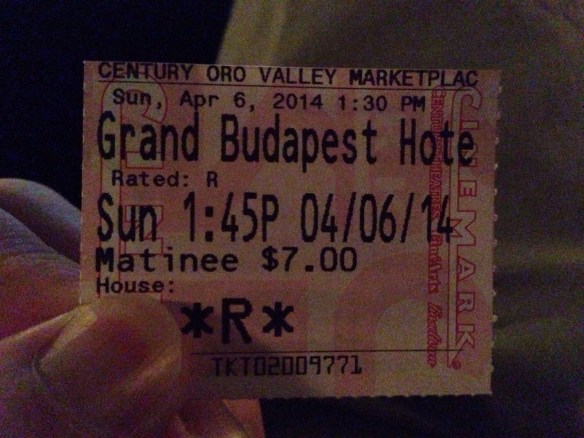 CENTURY ORO VALLEY MARKETPLAC
Sun, Apr 6, 2014 1:30 PM
Grand Budapest Hote
Rated: R
Sun 1:45P 04/06/14
Matinee $7.00
House:
*R*
TKT02009771
CINEMARK